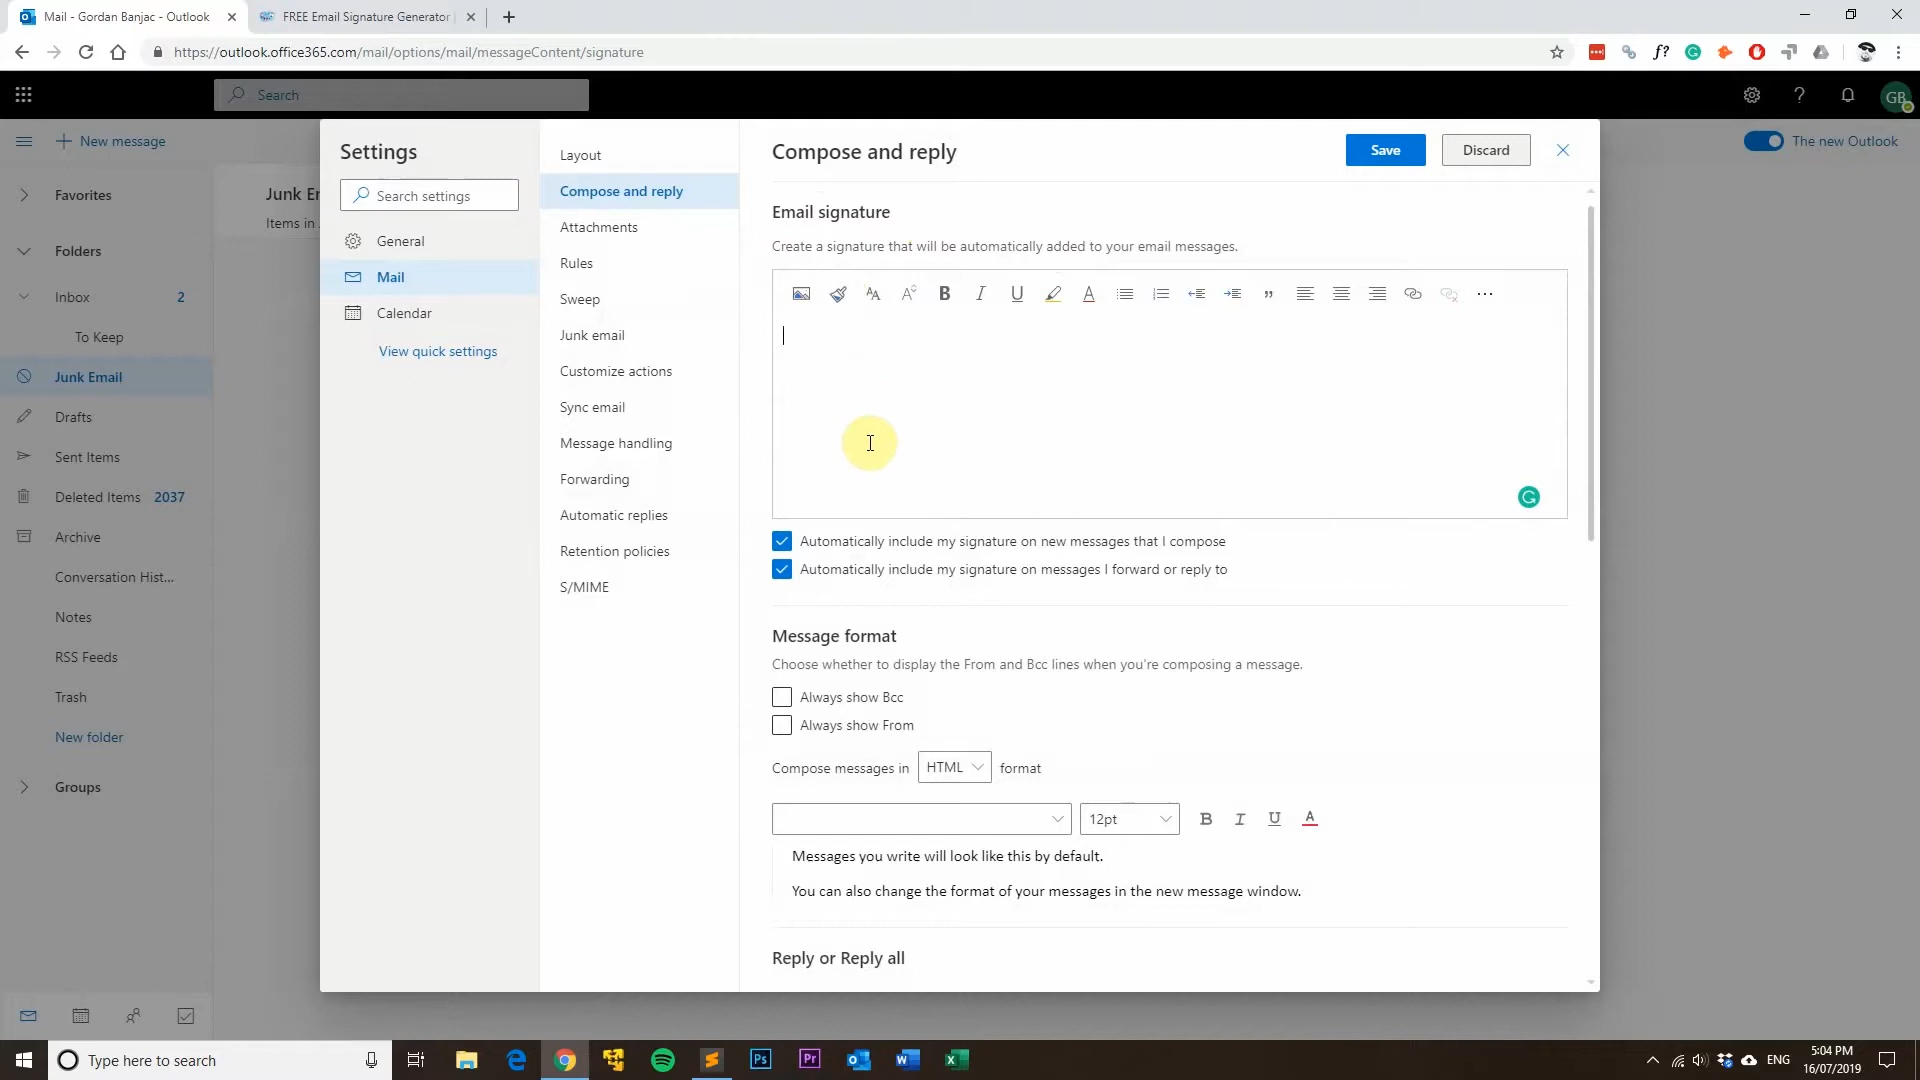 Mail - Gordan Banjac - Outlook
FREE Email Signature Generator
https://outlook.office365.com/mail/options/mail/messageContent/signature
f?
Search
GB
New message
The new Outlook
Favorites
Folders
Inbox 2
To Keep
Junk Email
Drafts
Sent Items
Deleted Items 2037
Archive
Conversation Hist...
Notes
RSS Feeds
Trash
New folder
Groups
Junk Er
Items in .
Settings
Search settings
General
Mail
Calendar
View quick settings
Layout
Compose and reply
Attachments
Rules
Sweep
Junk email
Customize actions
Sync email
Message handling
Forwarding
Automatic replies
Retention policies
S/MIME
Compose and reply
Save
Discard
Email signature
Create a signature that will be automatically added to your email messages.
Automatically include my signature on new messages that I compose
Automatically include my signature on messages I forward or reply to
Message format
Choose whether to display the From and Bcc lines when you're composing a message.
Always show Bcc
Always show From
Compose messages in HTML format
12pt B I U A
Messages you write will look like this by default.
You can also change the format of your messages in the new message window.
Reply or Reply all
Type here to search
Ps
Pr
ENG
5:04 PM
16/07/2019